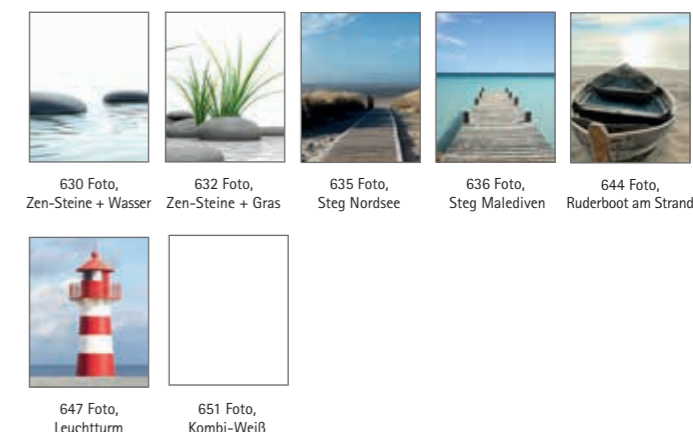 630 Foto,
Zen-Steine + Wasser
632 Foto,
Zen-Steine + Gras
635 Foto,
Steg Nordsee
636 Foto,
Steg Malediven
644 Foto,
Ruderboot am Strand
647 Foto,
Leuchtturm
651 Foto,
Kombi-Weiß